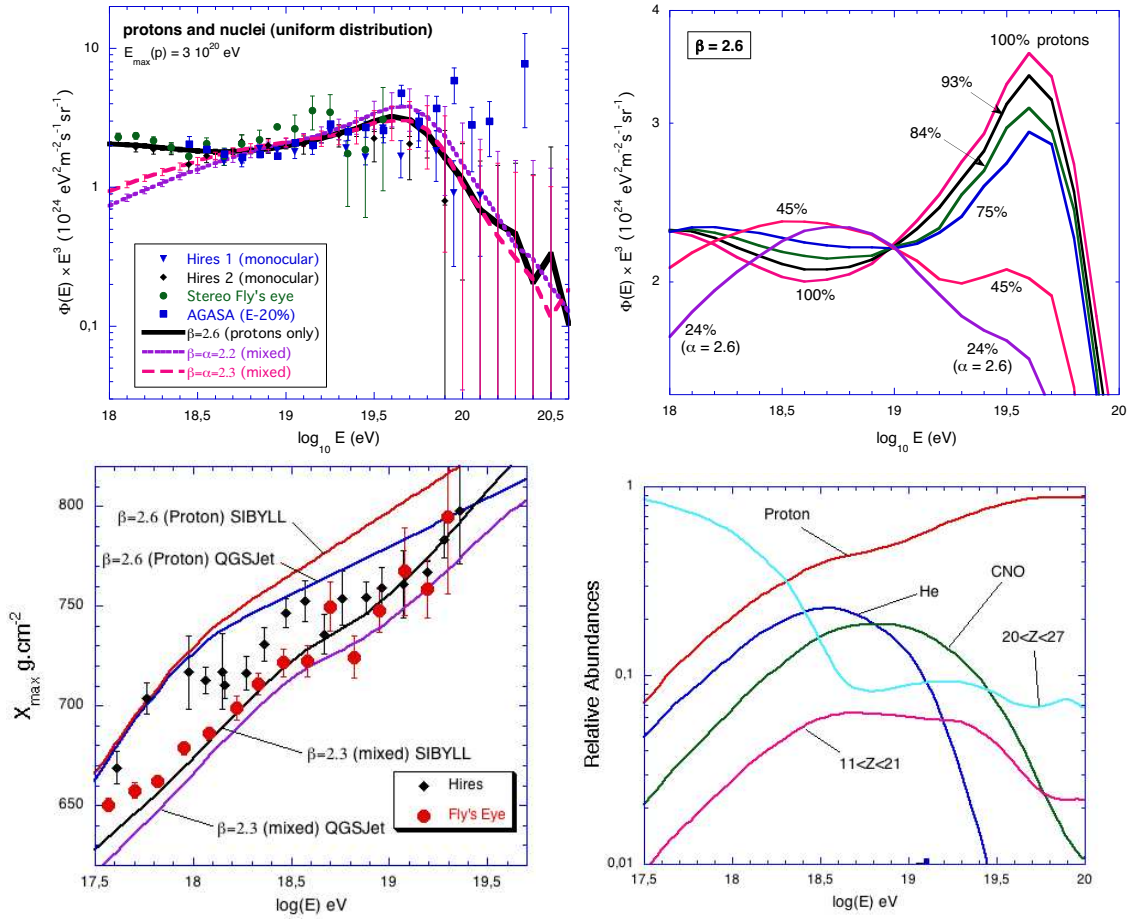 protons and nuclei (uniform distribution)
E_max(p) = 3 10^20 eV
10
1
0,1
Φ(E) × E^3 (10^24 eV^2m^-2s^-1sr^-1)
Hires 1 (monocular)
Hires 2 (monocular)
Stereo Fly's eye
AGASA (E-20%)
β=2.6 (protons only)
β=α=2.2 (mixed)
β=α=2.3 (mixed)
18 18,5 19 19,5 20 20,5
log_10 E (eV)
β = 2.6
4
3
2
Φ(E) × E^3 (10^24 eV^2m^-2s^-1sr^-1)
100% protons
93%
84%
75%
45%
100%
45%
24%
(α = 2.6)
24%
(α = 2.6)
18 18,5 19 19,5 20
log_10 E (eV)
800
750
700
650
X_max g.cm^-2
β=2.6 (Proton) SIBYLL
β=2.6 (Proton) QGSJet
β=2.3 (mixed) SIBYLL
β=2.3 (mixed) QGSJet
Hires
Fly's Eye
17,5 18 18,5 19 19,5
log(E) eV
1
0.1
0,01
Relative Abundances
Proton
He
CNO
20<Z<27
11<Z<21
17.5 18 18.5 19 19.5 20
log(E) eV